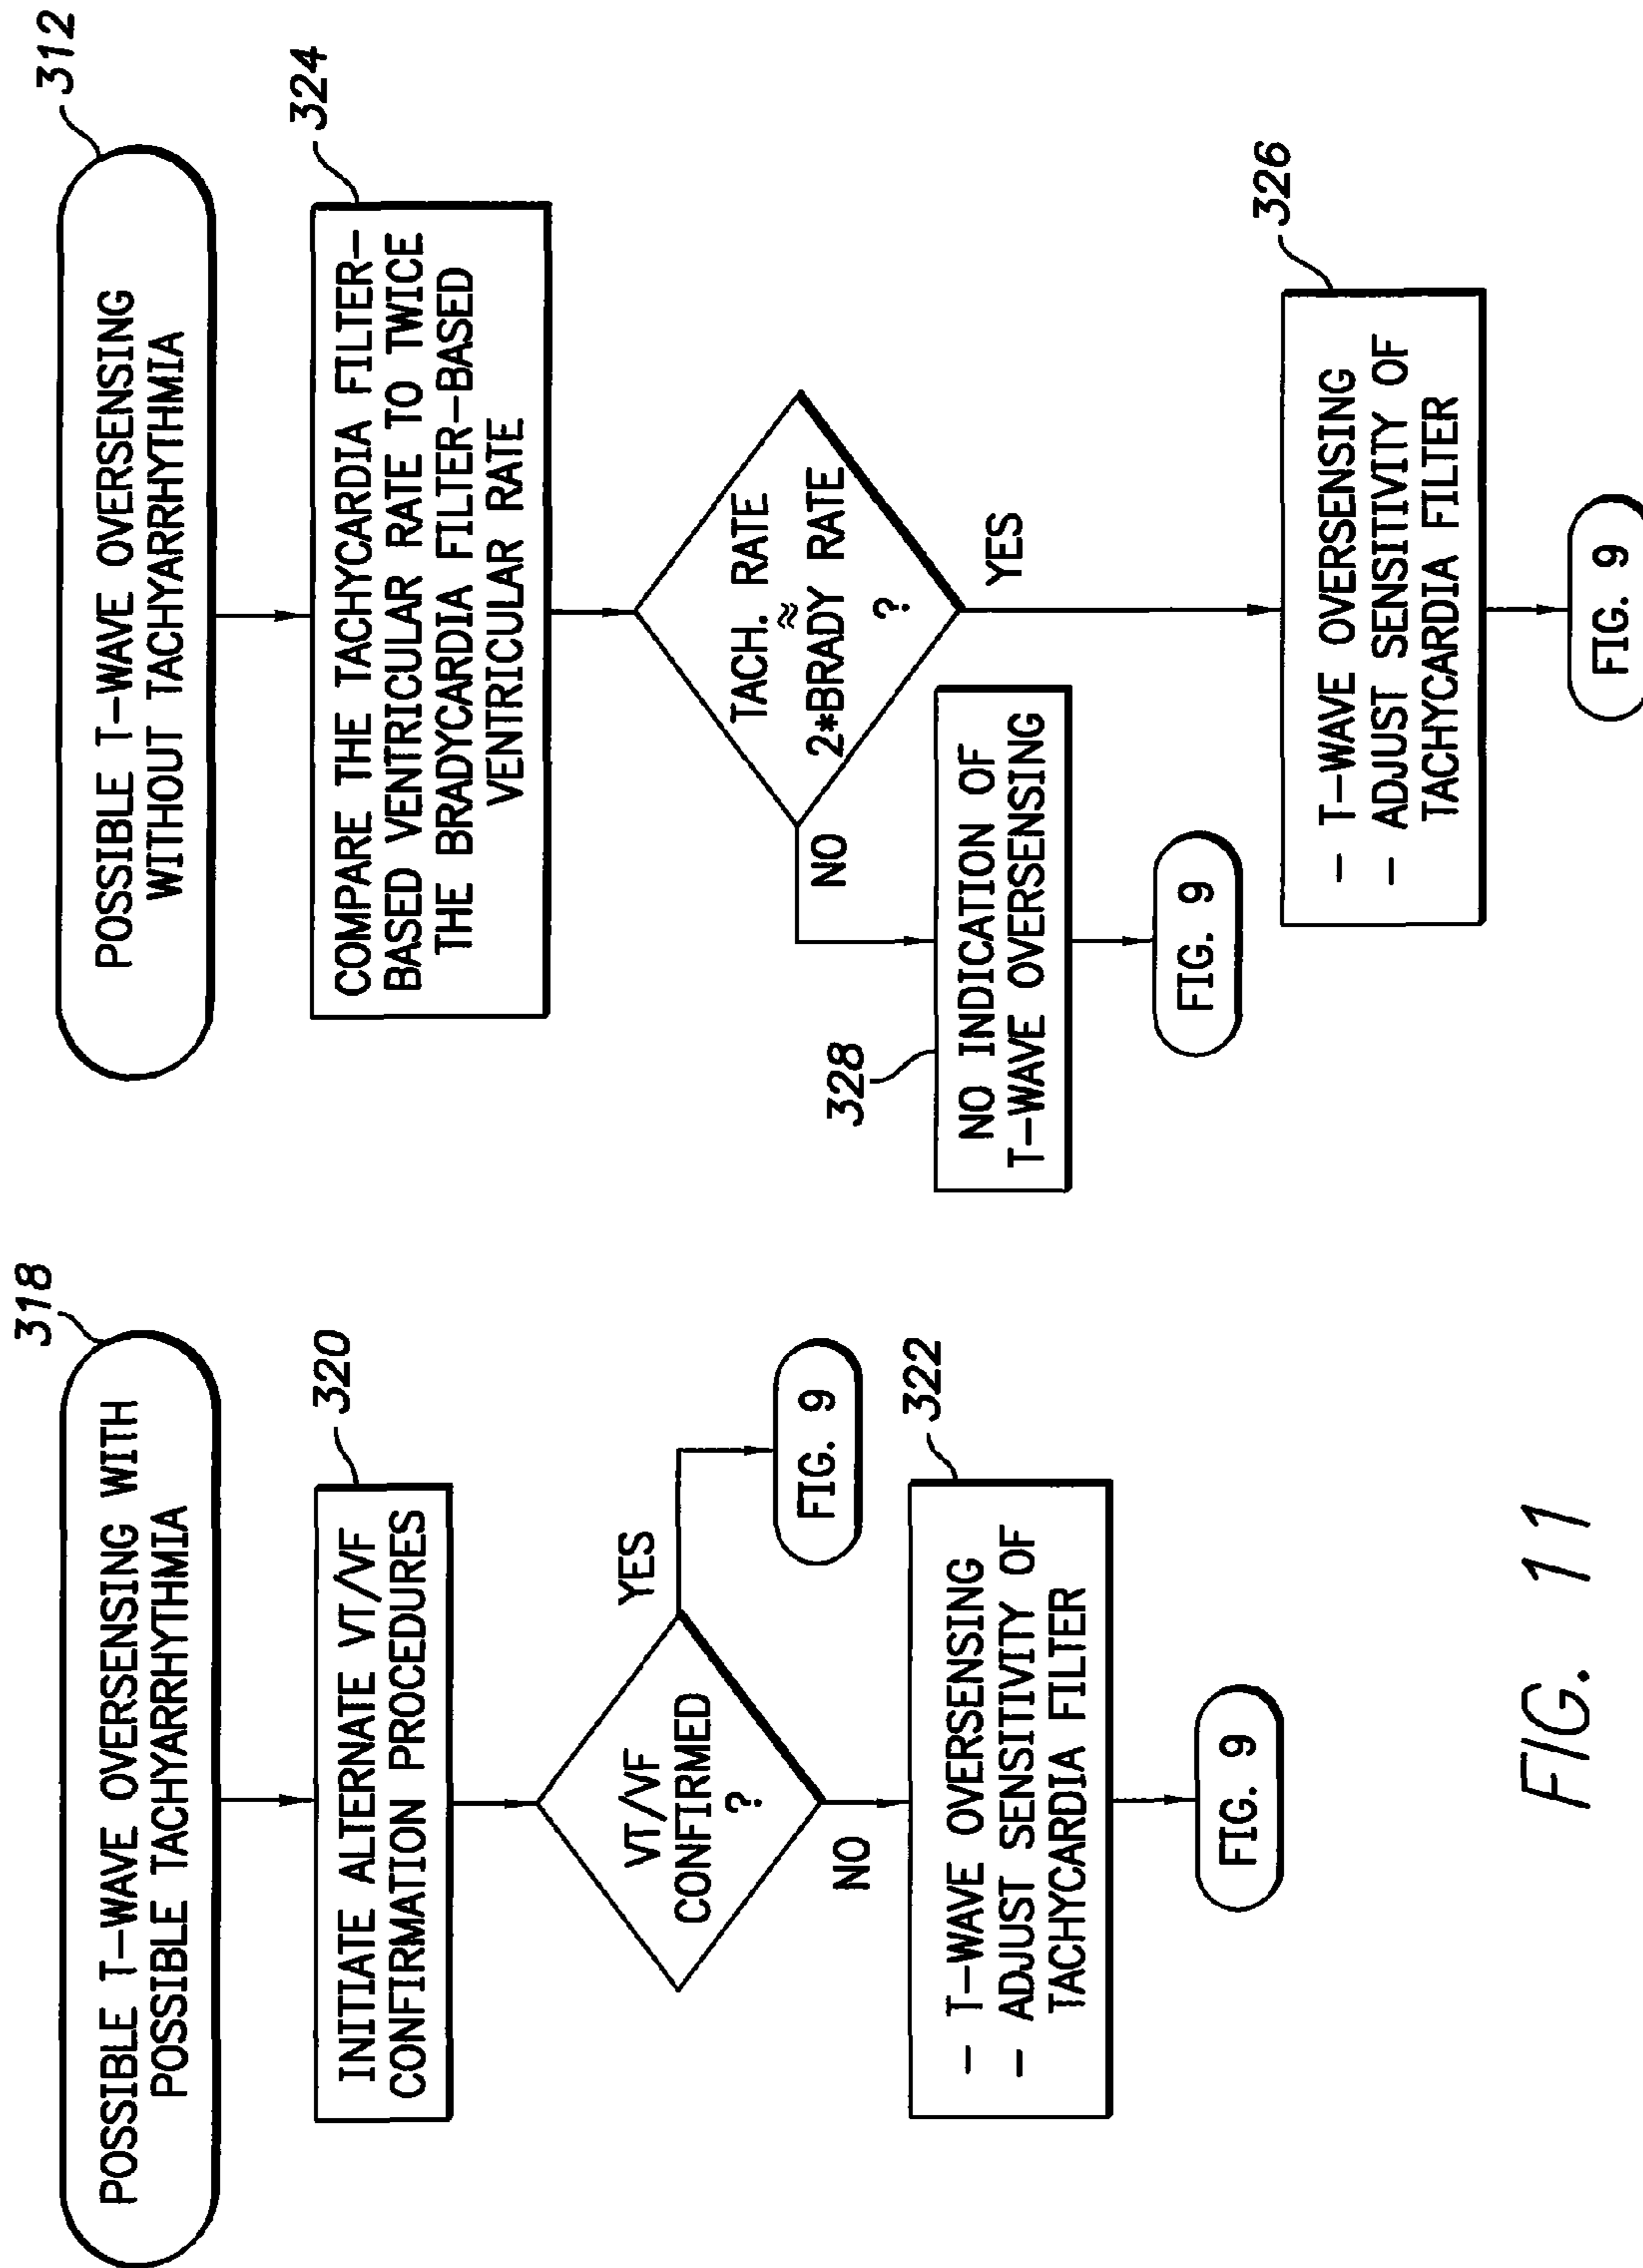 318
POSSIBLE T-WAVE OVERSENSING WITH
POSSIBLE TACHYARRHYTHMIA
320
INITIATE ALTERNATE VT/VF
CONFIRMATION PROCEDURES
VT/VF
CONFIRMED
?
YES
FIG. 9
NO
322
- T-WAVE OVERSENSING
- ADJUST SENSITIVITY OF
TACHYCARDIA FILTER
FIG. 9
312
POSSIBLE T-WAVE OVERSENSING
WITHOUT TACHYARRHYTHMIA
324
COMPARE THE TACHYCARDIA FILTER-
BASED VENTRICULAR RATE TO TWICE
THE BRADYCARDIA FILTER-BASED
VENTRICULAR RATE
TACH. RATE
≈
2*BRADY RATE
?
NO
328
NO INDICATION OF
T-WAVE OVERSENSING
FIG. 9
YES
326
- T-WAVE OVERSENSING
- ADJUST SENSITIVITY OF
TACHYCARDIA FILTER
FIG. 9
FIG. 11